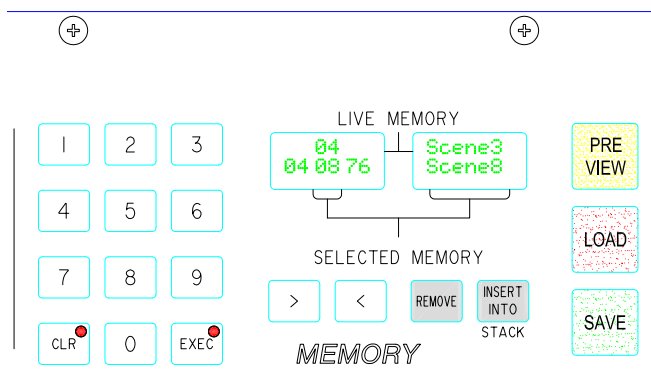 LIVE MEMORY
1 2 3
04
04 08 76
Scene3
Scene8
PRE
VIEW
4 5 6
SELECTED MEMORY
LOAD
7 8 9
> < REMOVE
INSERT
INTO
STACK
SAVE
CLR 0 EXEC
MEMORY